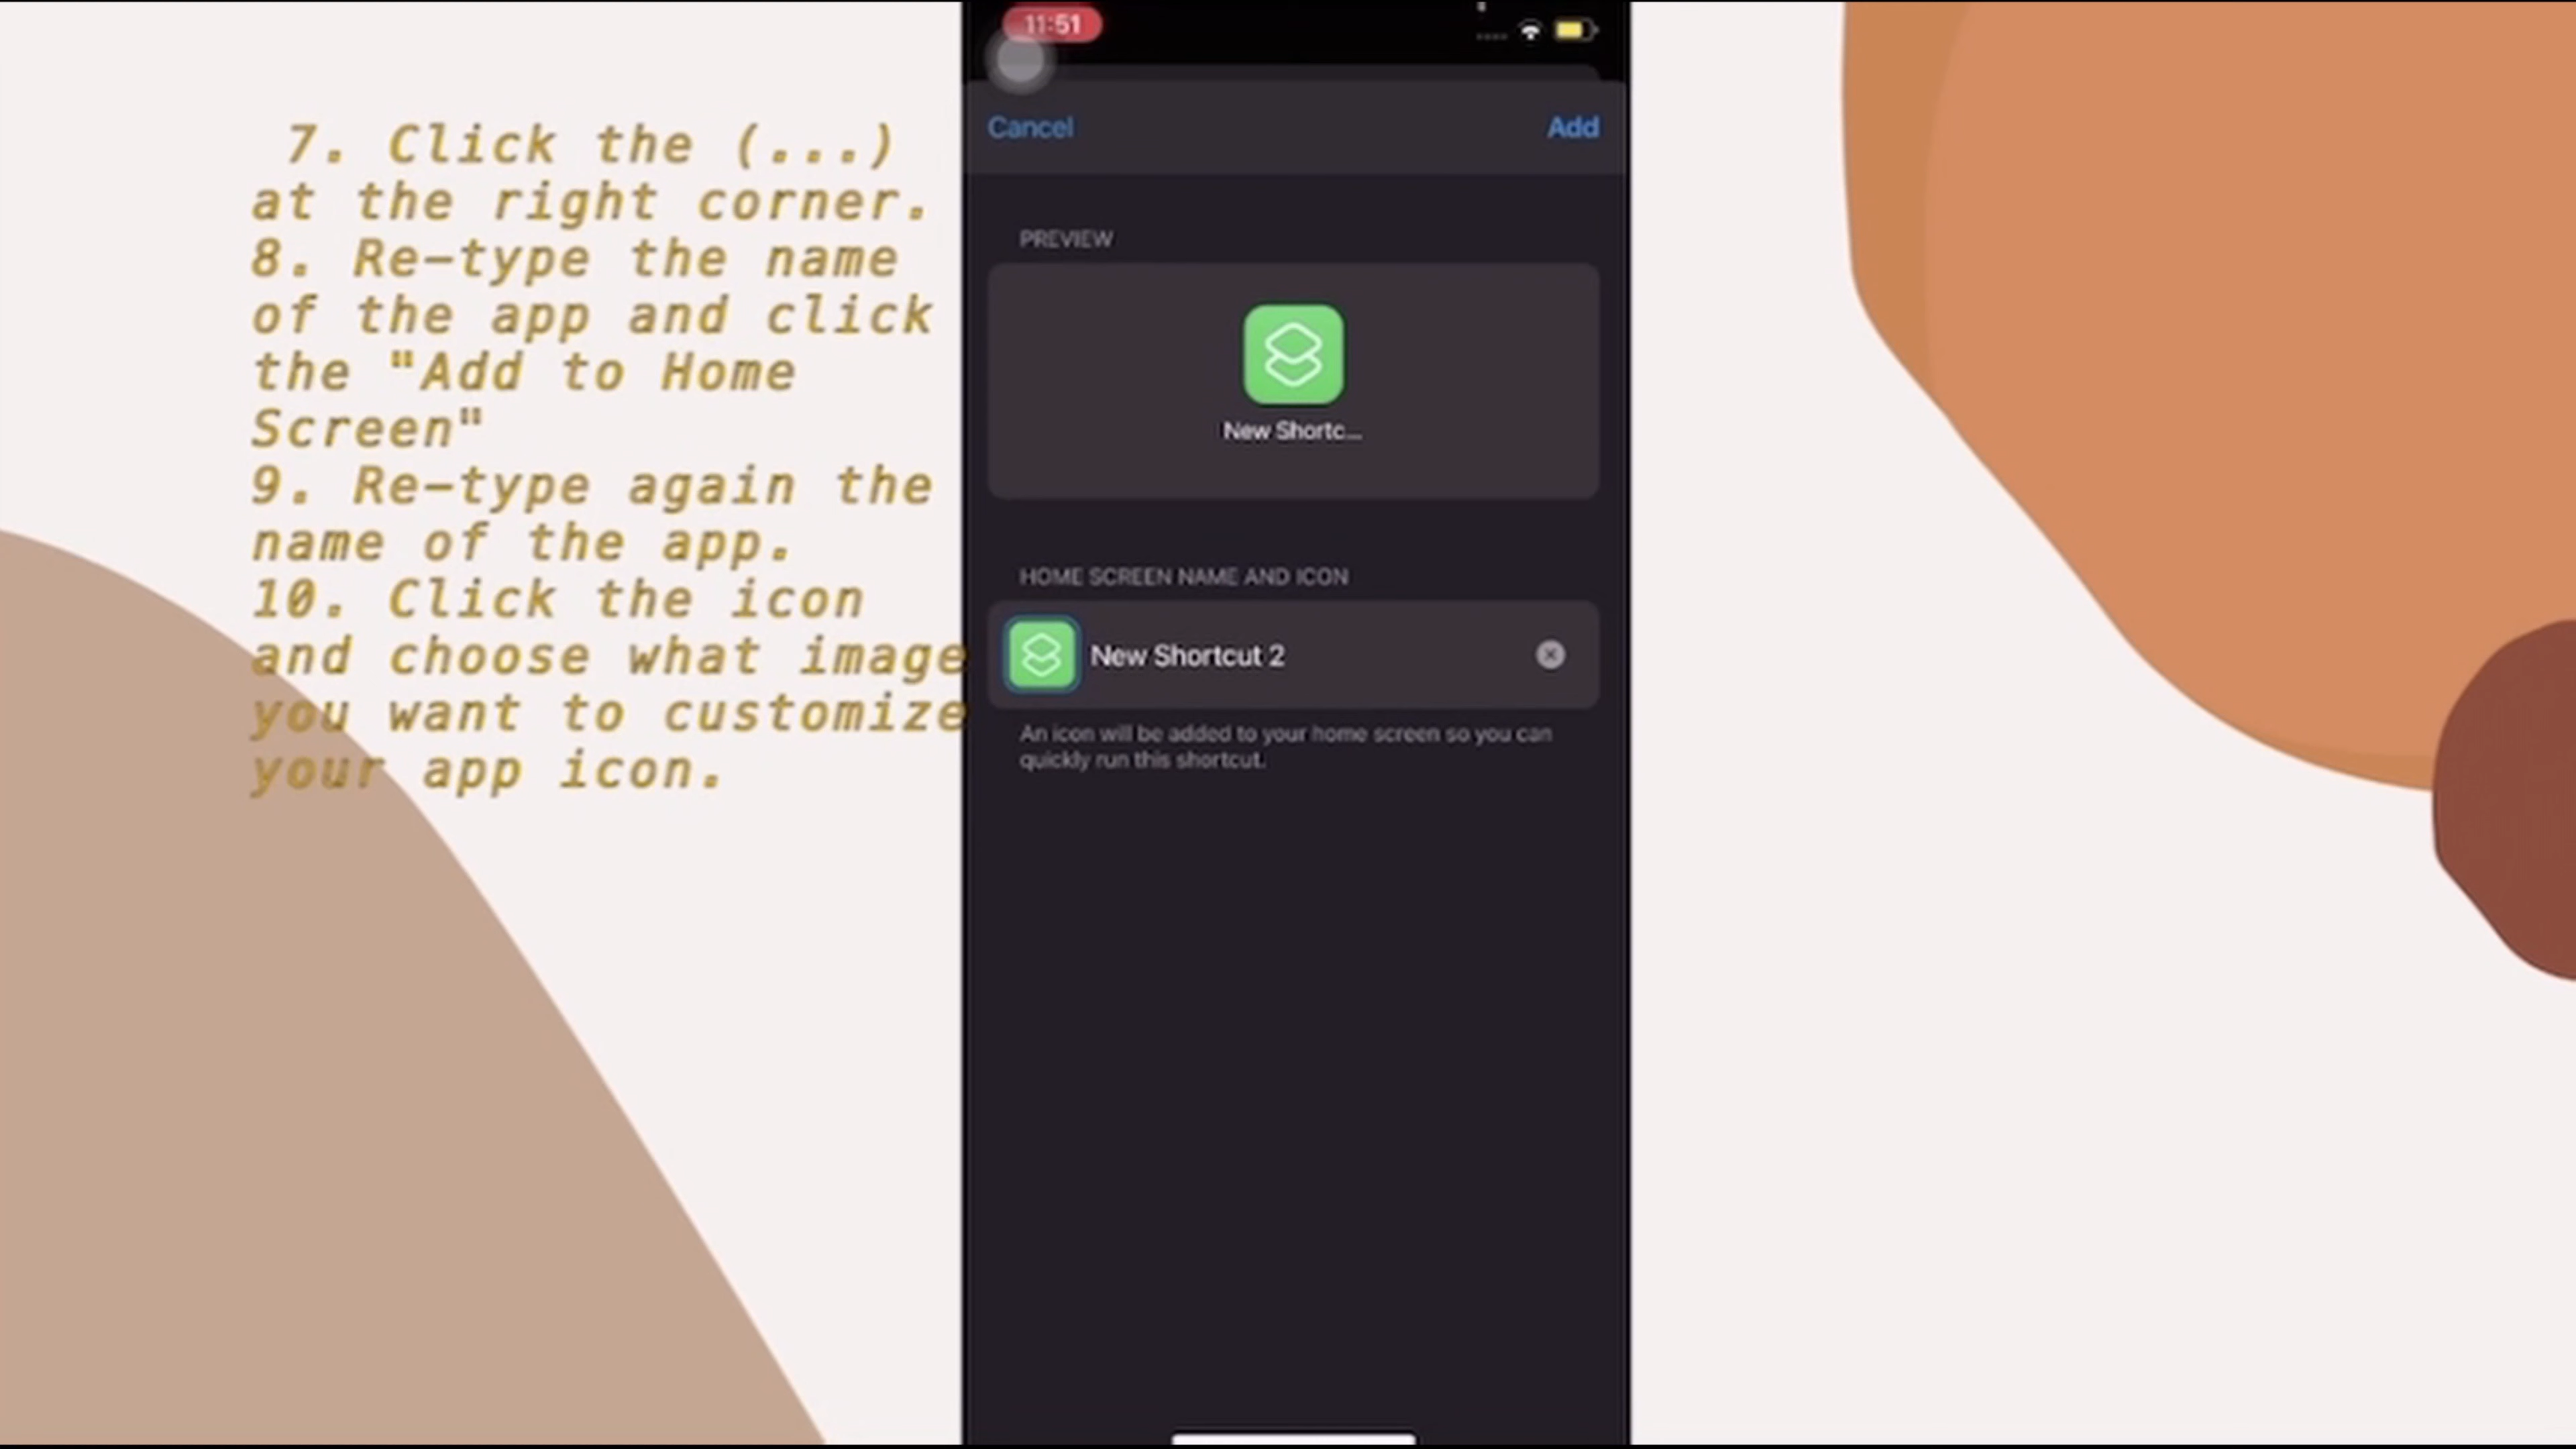 7. Click the (...)
at the right corner.
8. Re-type the name
of the app and click
the "Add to Home
Screen"
9. Re-type again the
name of the app.
10. Click the icon
and choose what image
you want to customize
your app icon.
11:51
Cancel
Add
PREVIEW
New Shortc...
HOME SCREEN NAME AND ICON
New Shortcut 2
An icon will be added to your home screen so you can
quickly run this shortcut.